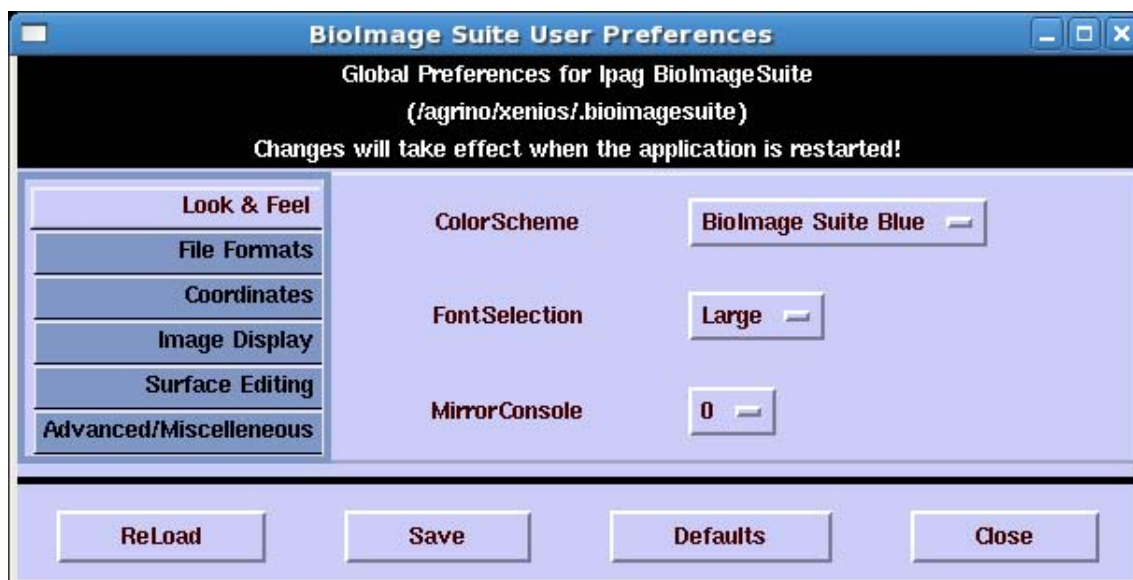 BioImage Suite User Preferences
Global Preferences for Ipag BioImageSuite
(/agrino/xenios/.bioimagesuite)
Changes will take effect when the application is restarted!
Look & Feel
File Formats
Coordinates
Image Display
Surface Editing
Advanced/Miscelleneous
ColorScheme
BioImage Suite Blue
FontSelection
Large
MirrorConsole
0
ReLoad
Save
Defaults
Close